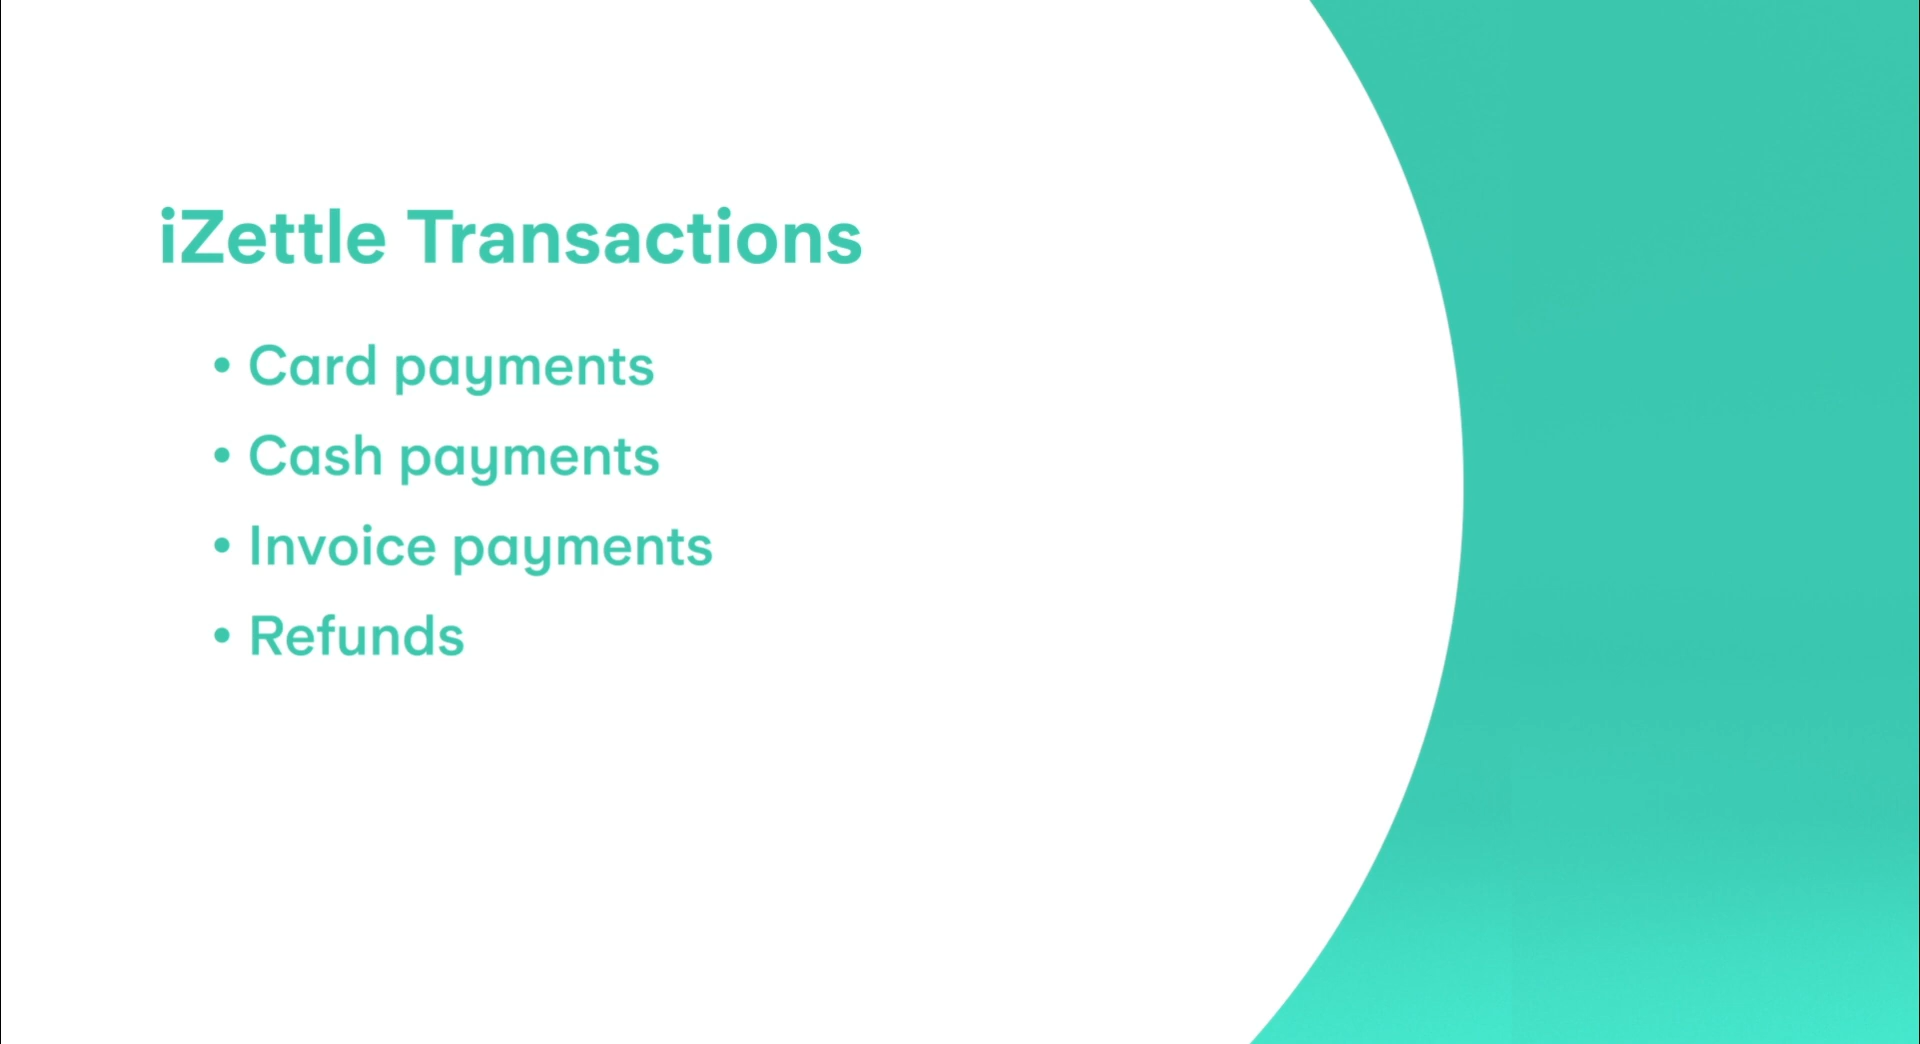 iZettle Transactions
• Card payments
• Cash payments
• Invoice payments
• Refunds